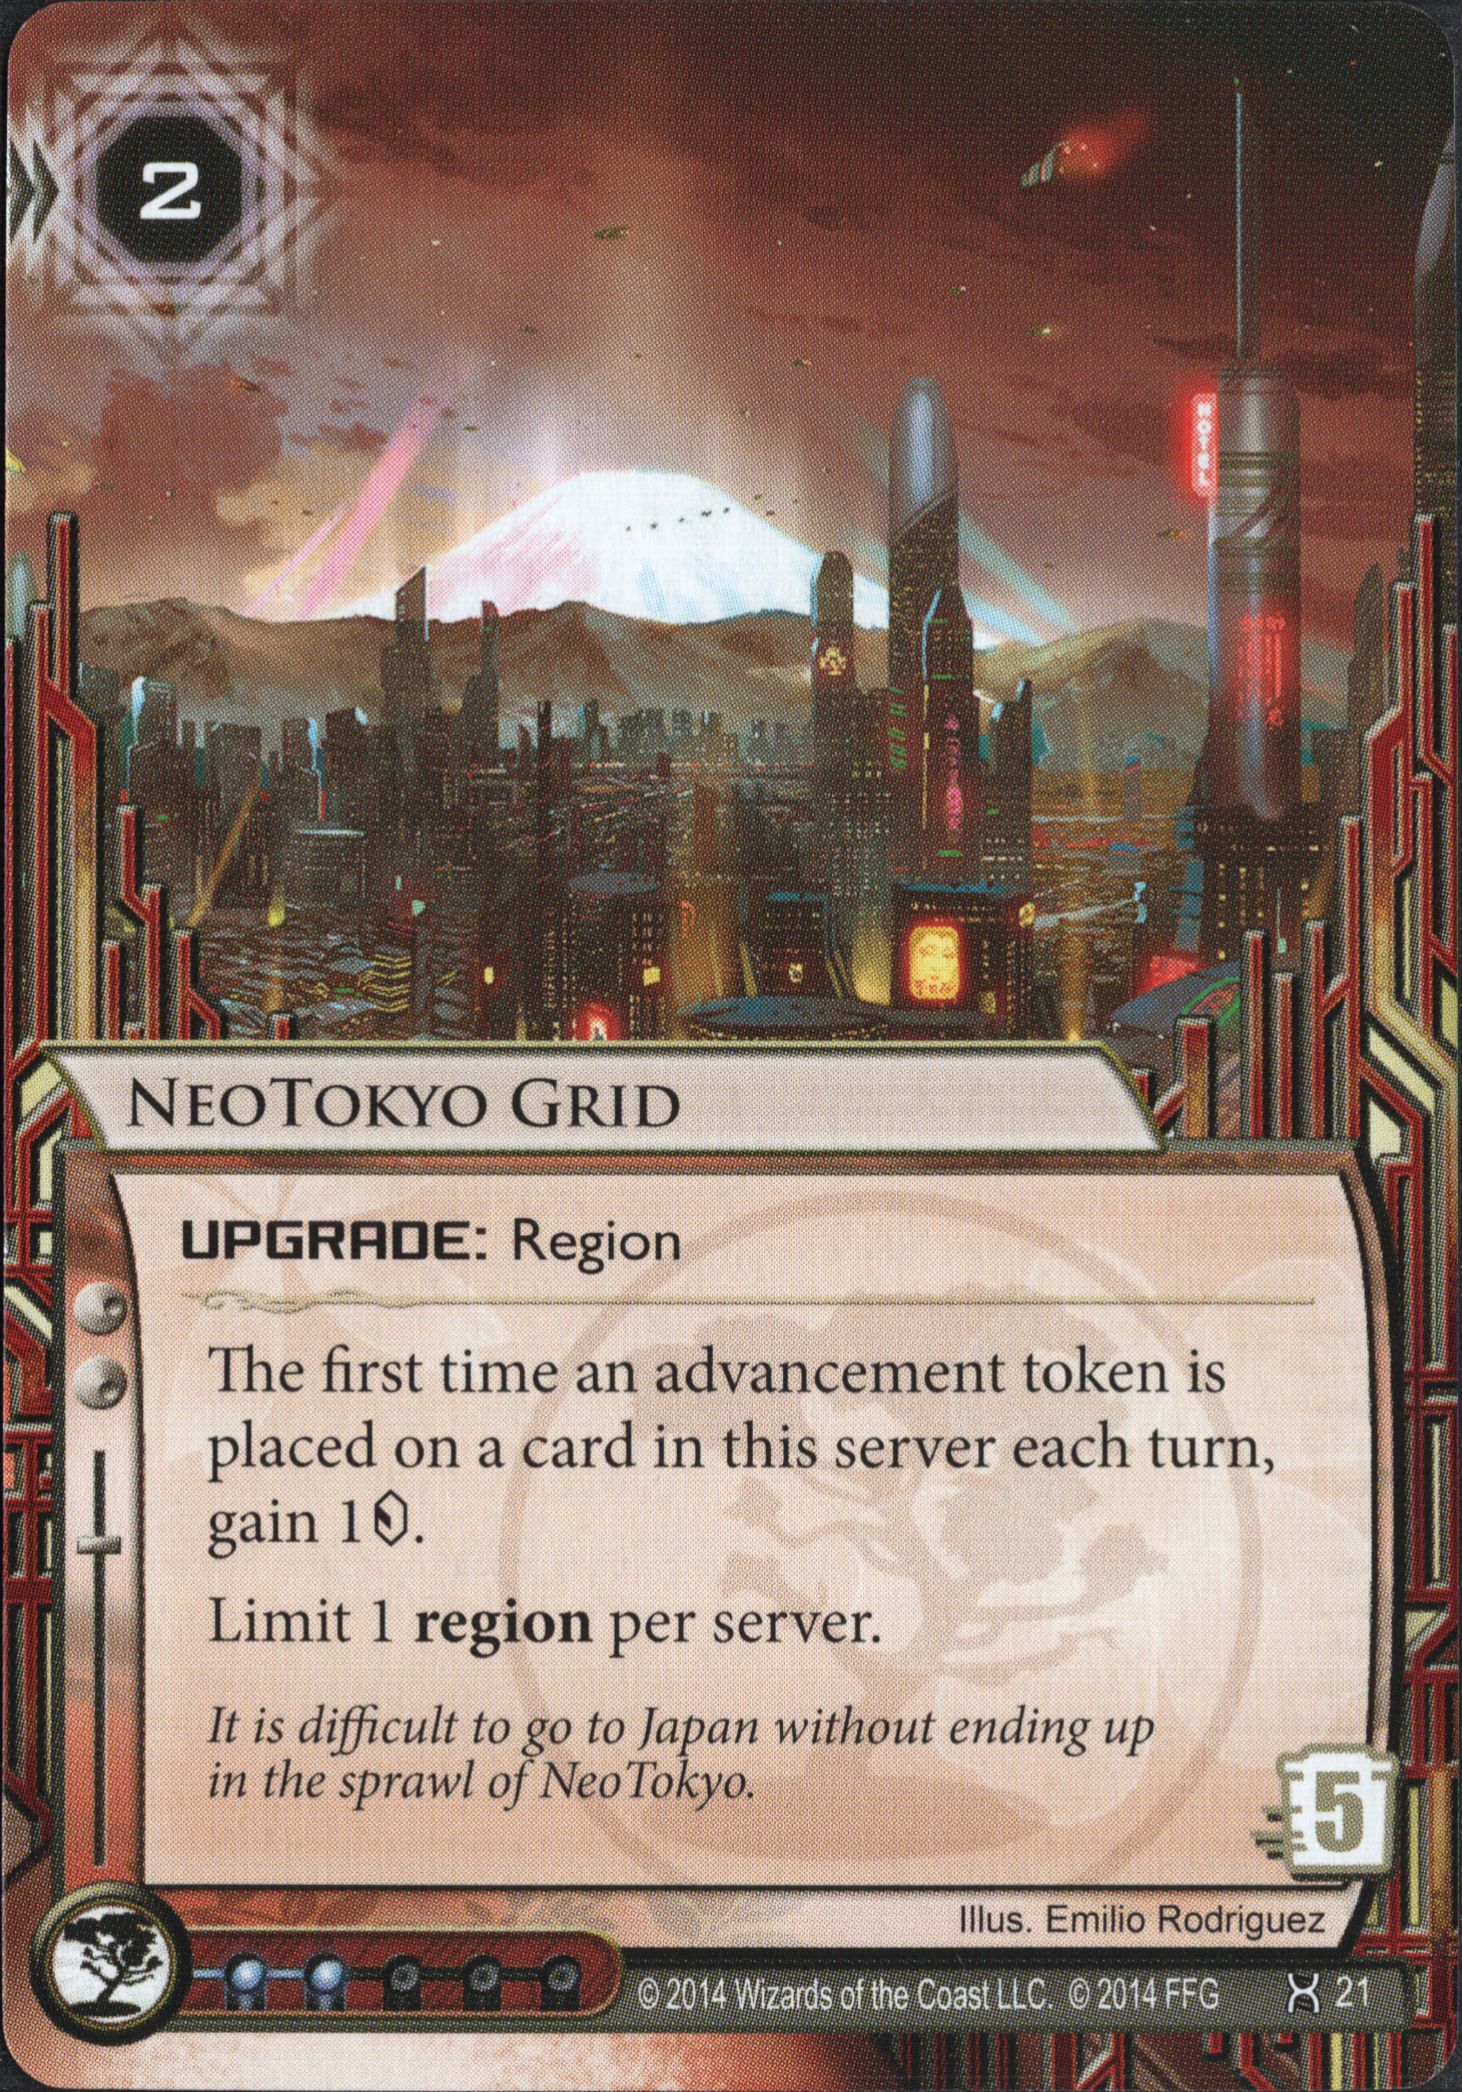 2
HOTEL
NeoTokyo Grid
UPGRADE: Region
The first time an advancement token is
placed on a card in this server each turn,
gain 1.
Limit 1 region per server.
It is difficult to go to Japan without ending up
in the sprawl of NeoTokyo.
5
Illus. Emilio Rodriguez
© 2014 Wizards of the Coast LLC. © 2014 FFG 21